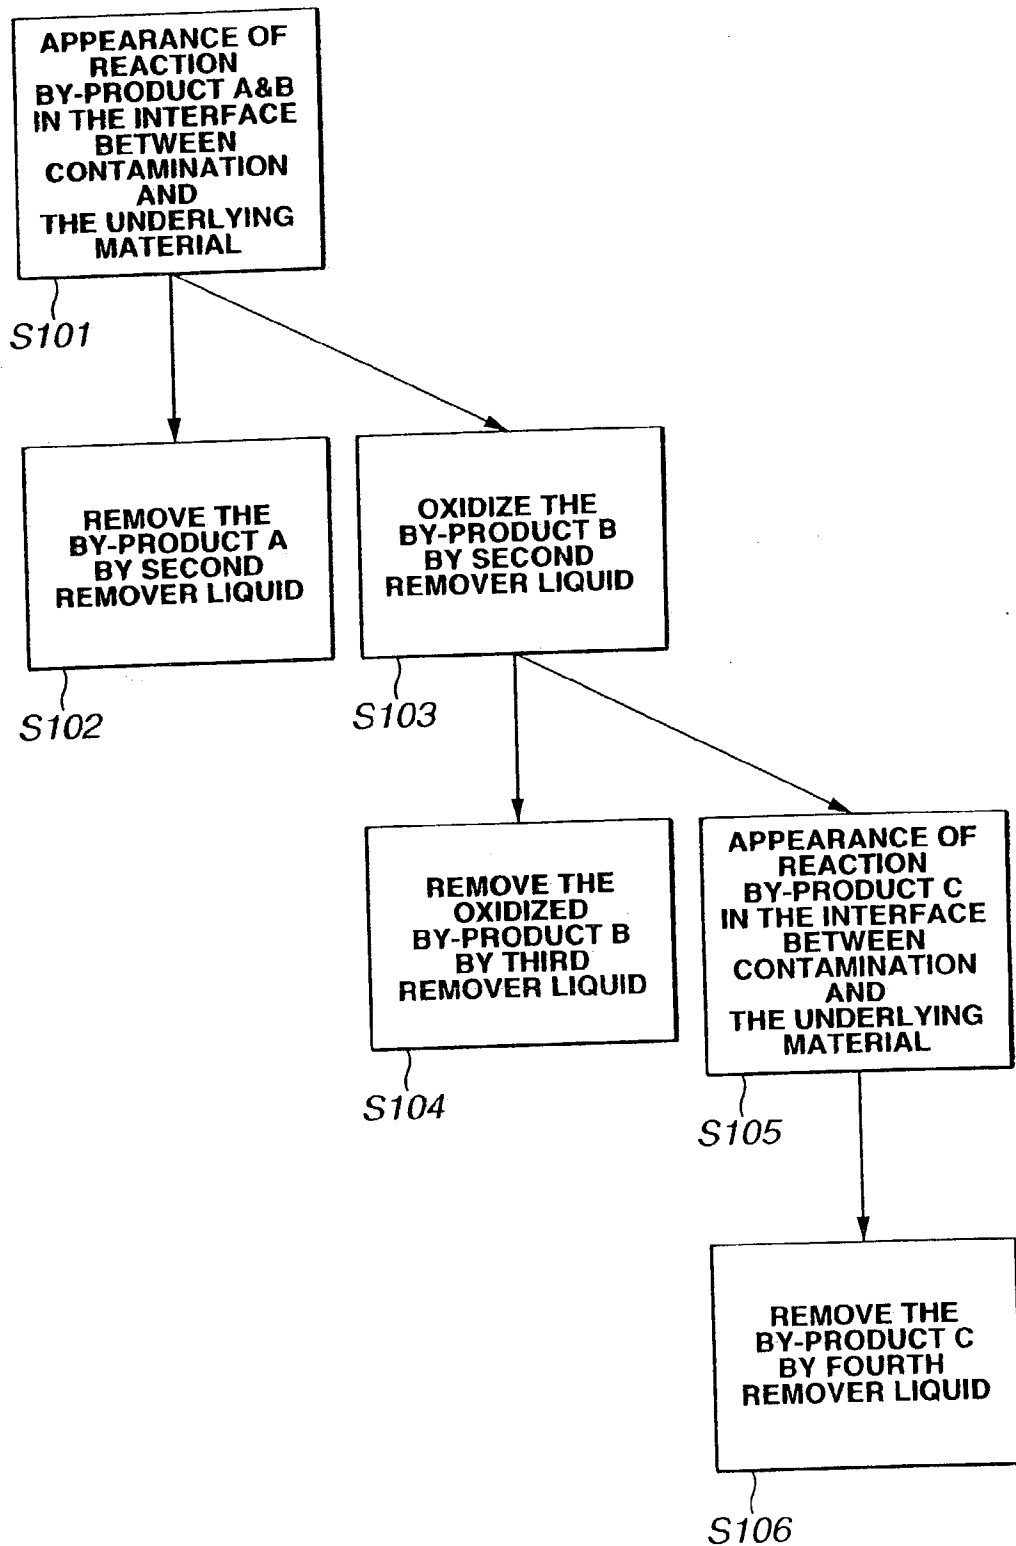 APPEARANCE OF
REACTION
BY-PRODUCT A&B
IN THE INTERFACE
BETWEEN
CONTAMINATION
AND
THE UNDERLYING
MATERIAL
S101
REMOVE THE
BY-PRODUCT A
BY SECOND
REMOVER LIQUID
S102
OXIDIZE THE
BY-PRODUCT B
BY SECOND
REMOVER LIQUID
S103
REMOVE THE
OXIDIZED
BY-PRODUCT B
BY THIRD
REMOVER LIQUID
S104
APPEARANCE OF
REACTION
BY-PRODUCT C
IN THE INTERFACE
BETWEEN
CONTAMINATION
AND
THE UNDERLYING
MATERIAL
S105
REMOVE THE
BY-PRODUCT C
BY FOURTH
REMOVER LIQUID
S106